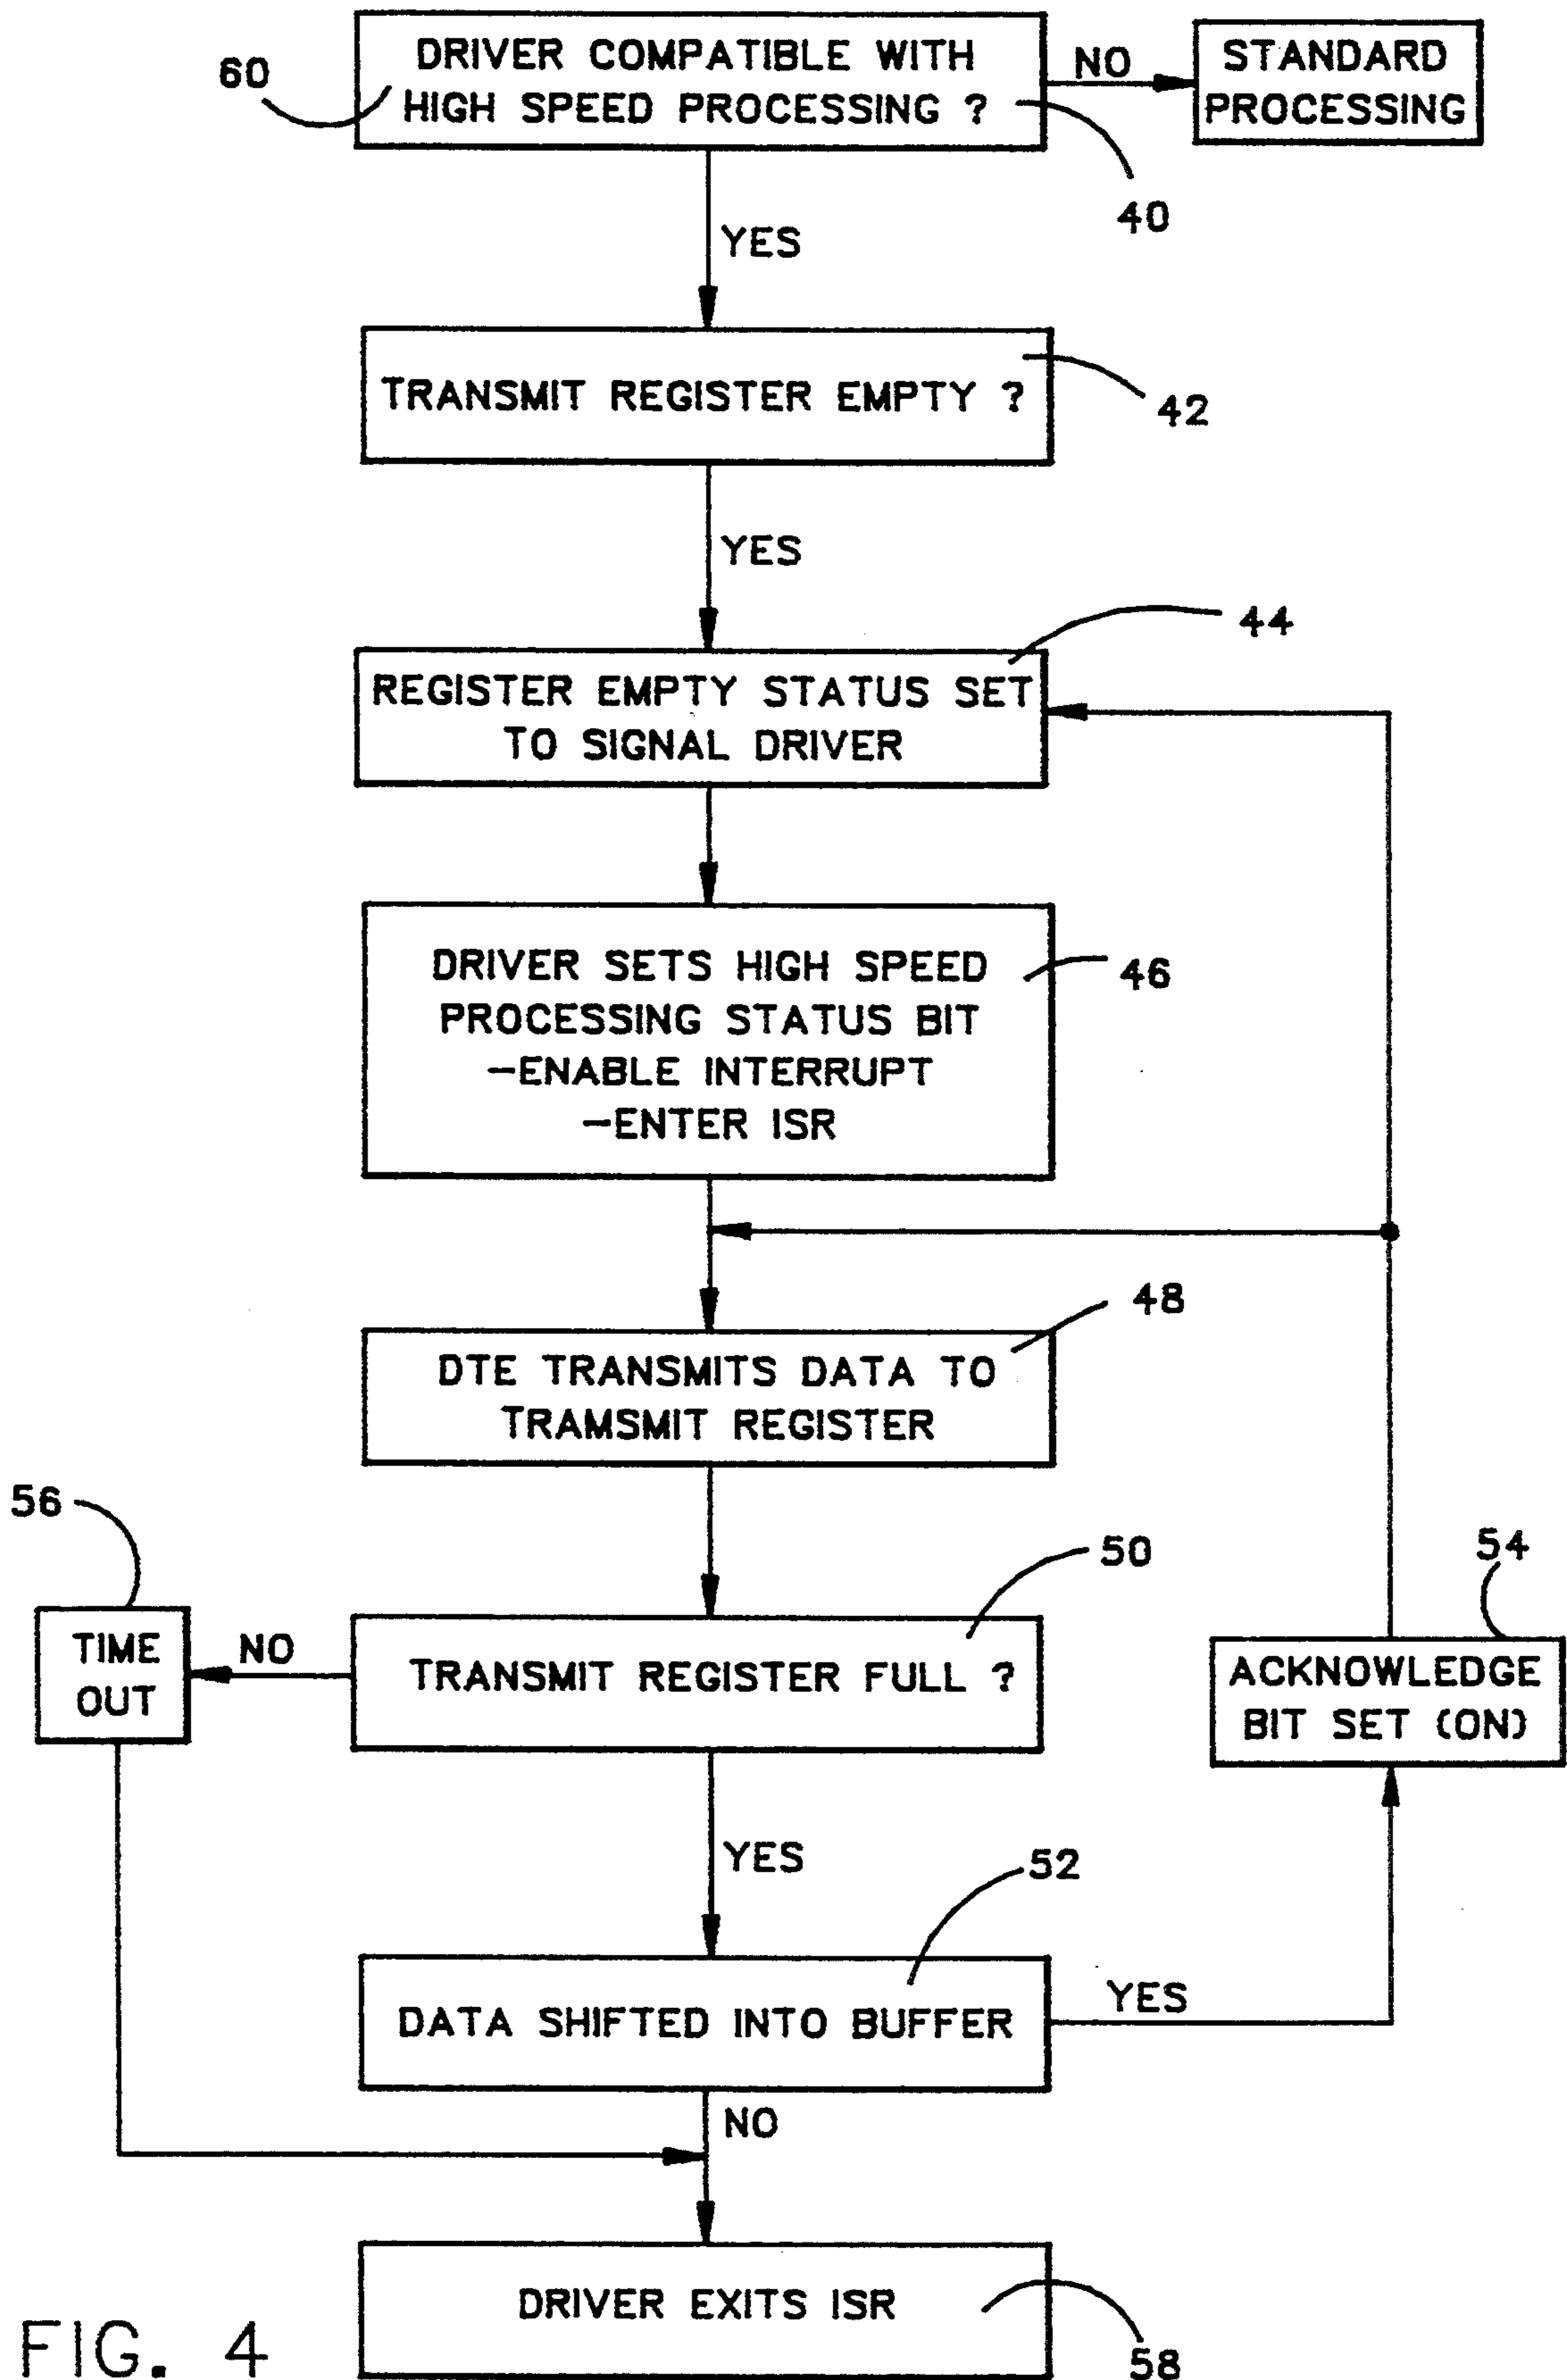 DRIVER COMPATIBLE WITH
HIGH SPEED PROCESSING ?
60
40
NO
STANDARD
PROCESSING
YES
TRANSMIT REGISTER EMPTY ?
42
YES
44
REGISTER EMPTY STATUS SET
TO SIGNAL DRIVER
DRIVER SETS HIGH SPEED
PROCESSING STATUS BIT
-ENABLE INTERRUPT
-ENTER ISR
46
48
DTE TRANSMITS DATA TO
TRAMSMIT REGISTER
56
50
54
TIME
OUT
NO
TRANSMIT REGISTER FULL ?
ACKNOWLEDGE
BIT SET (ON)
YES
52
DATA SHIFTED INTO BUFFER
YES
NO
DRIVER EXITS ISR
58
FIG. 4